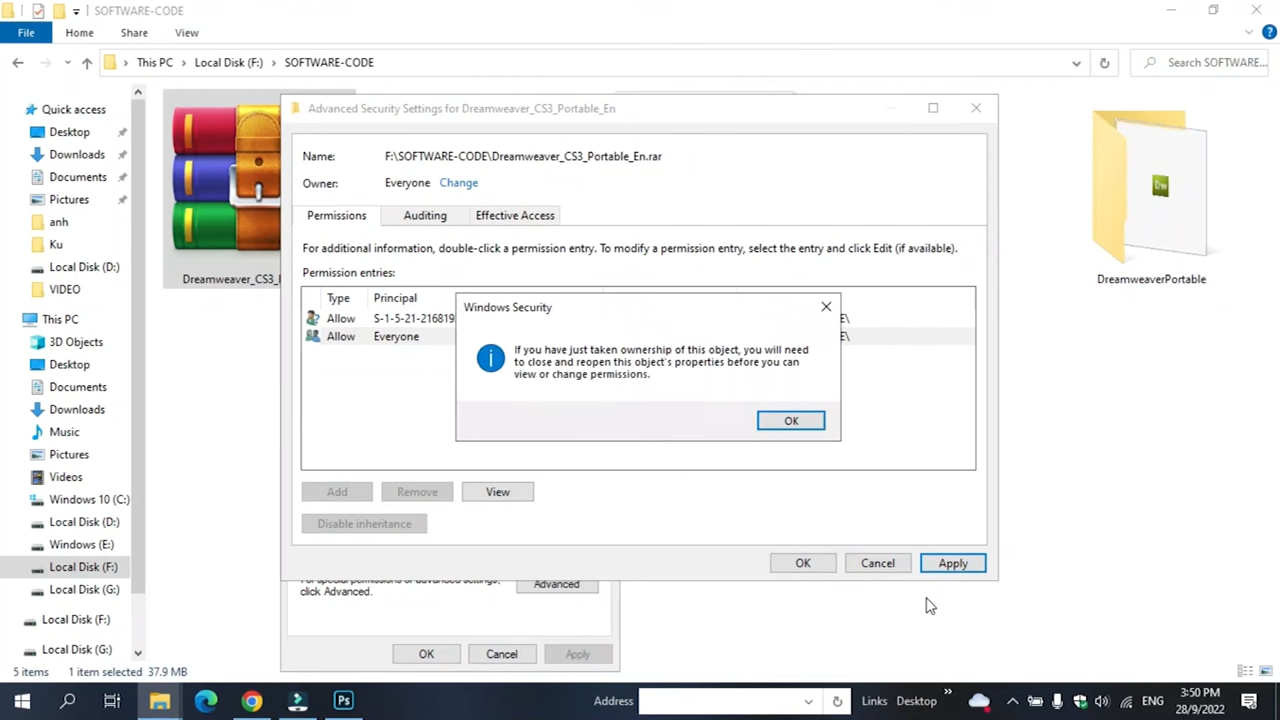 SOFTWARE-CODE
File Home Share View
This PC Local Disk (F:) SOFTWARE-CODE
Search SOFTWARE...
Quick access
Desktop
Downloads
Documents
Pictures
anh
Ku
Local Disk (D:)
VIDEO
This PC
3D Objects
Desktop
Documents
Downloads
Music
Pictures
Videos
Windows 10 (C:)
Local Disk (D:)
Windows (E:)
Local Disk (F:)
Local Disk (G:)
Local Disk (F:)
Local Disk (G:)
Dreamweaver_CS3_
Dw
DreamweaverPortable
Advanced Security Settings for Dreamweaver_CS3_Portable_En
Name: F:\SOFTWARE-CODE\Dreamweaver_CS3_Portable_En.rar
Owner: Everyone Change
Permissions Auditing Effective Access
For additional information, double-click a permission entry. To modify a permission entry, select the entry and click Edit (if available).
Permission entries:
Type Principal
Allow S-1-5-21-216819 E\
Allow Everyone E\
Windows Security
If you have just taken ownership of this object, you will need
to close and reopen this object's properties before you can
view or change permissions.
OK
Add Remove View
Disable inheritance
OK Cancel Apply
For special permissions or advanced settings,
click Advanced.
Advanced
OK Cancel Apply
5 items 1 item selected 37.9 MB
Ps
Address
Links Desktop
ENG
3:50 PM
28/9/2022